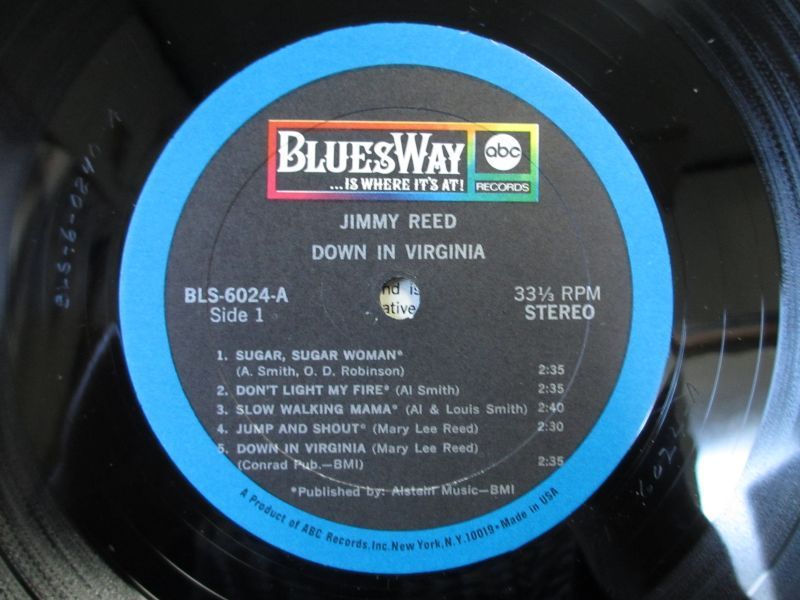 BLUESWAY
...IS WHERE IT'S AT!
abc
RECORDS
JIMMY REED
DOWN IN VIRGINIA
BLS-6024-A
Side 1
nd is
ative
33⅓ RPM
STEREO
1. SUGAR, SUGAR WOMAN*
(A. Smith, O. D. Robinson) 2:35
2. DON'T LIGHT MY FIRE* (Al Smith) 2:35
3. SLOW WALKING MAMA* (Al & Louis Smith) 2:40
4. JUMP AND SHOUT* (Mary Lee Reed) 2:30
5. DOWN IN VIRGINIA (Mary Lee Reed)
(Conrad Pub.—BMI) 2:35
*Published by: Alstatt Music—BMI
A Product of ABC Records, Inc. New York, N.Y. 10019 • Made in USA